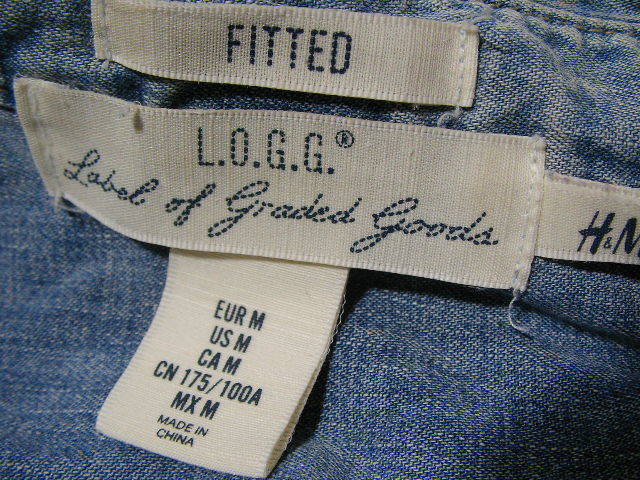 FITTED
L.O.G.G.®
Label of Graded Goods
H&M
EUR M
US M
CA M
CN 175/100A
MX M
MADE IN
CHINA